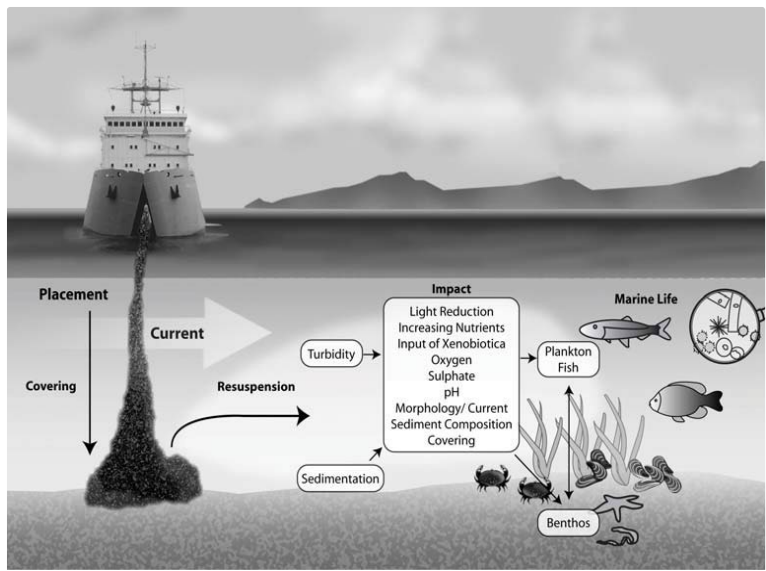 Placement
Current
Covering
Resuspension
Turbidity
Sedimentation
Impact
Light Reduction
Increasing Nutrients
Input of Xenobiotica
Oxygen
Sulphate
pH
Morphology/ Current
Sediment Composition
Covering
Marine Life
Plankton
Fish
Benthos